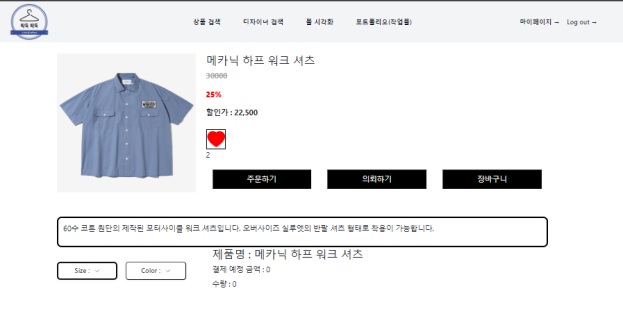 상품 검색 디자이너 검색 툴 시각화 포트폴리오(작업물) 마이페이지 → Log out →
메카닉 하프 워크 셔츠
30000
25%
할인가 : 22,500
2
주문하기 의뢰하기 장바구니
60수 코튼 원단의 제작된 모터사이클 워크 셔츠입니다. 오버사이즈 실루엣의 반팔 셔츠 형태로 착용이 가능합니다.
제품명 : 메카닉 하프 워크 셔츠
Size : Color : 결제 예정 금액 : 0
수량 : 0